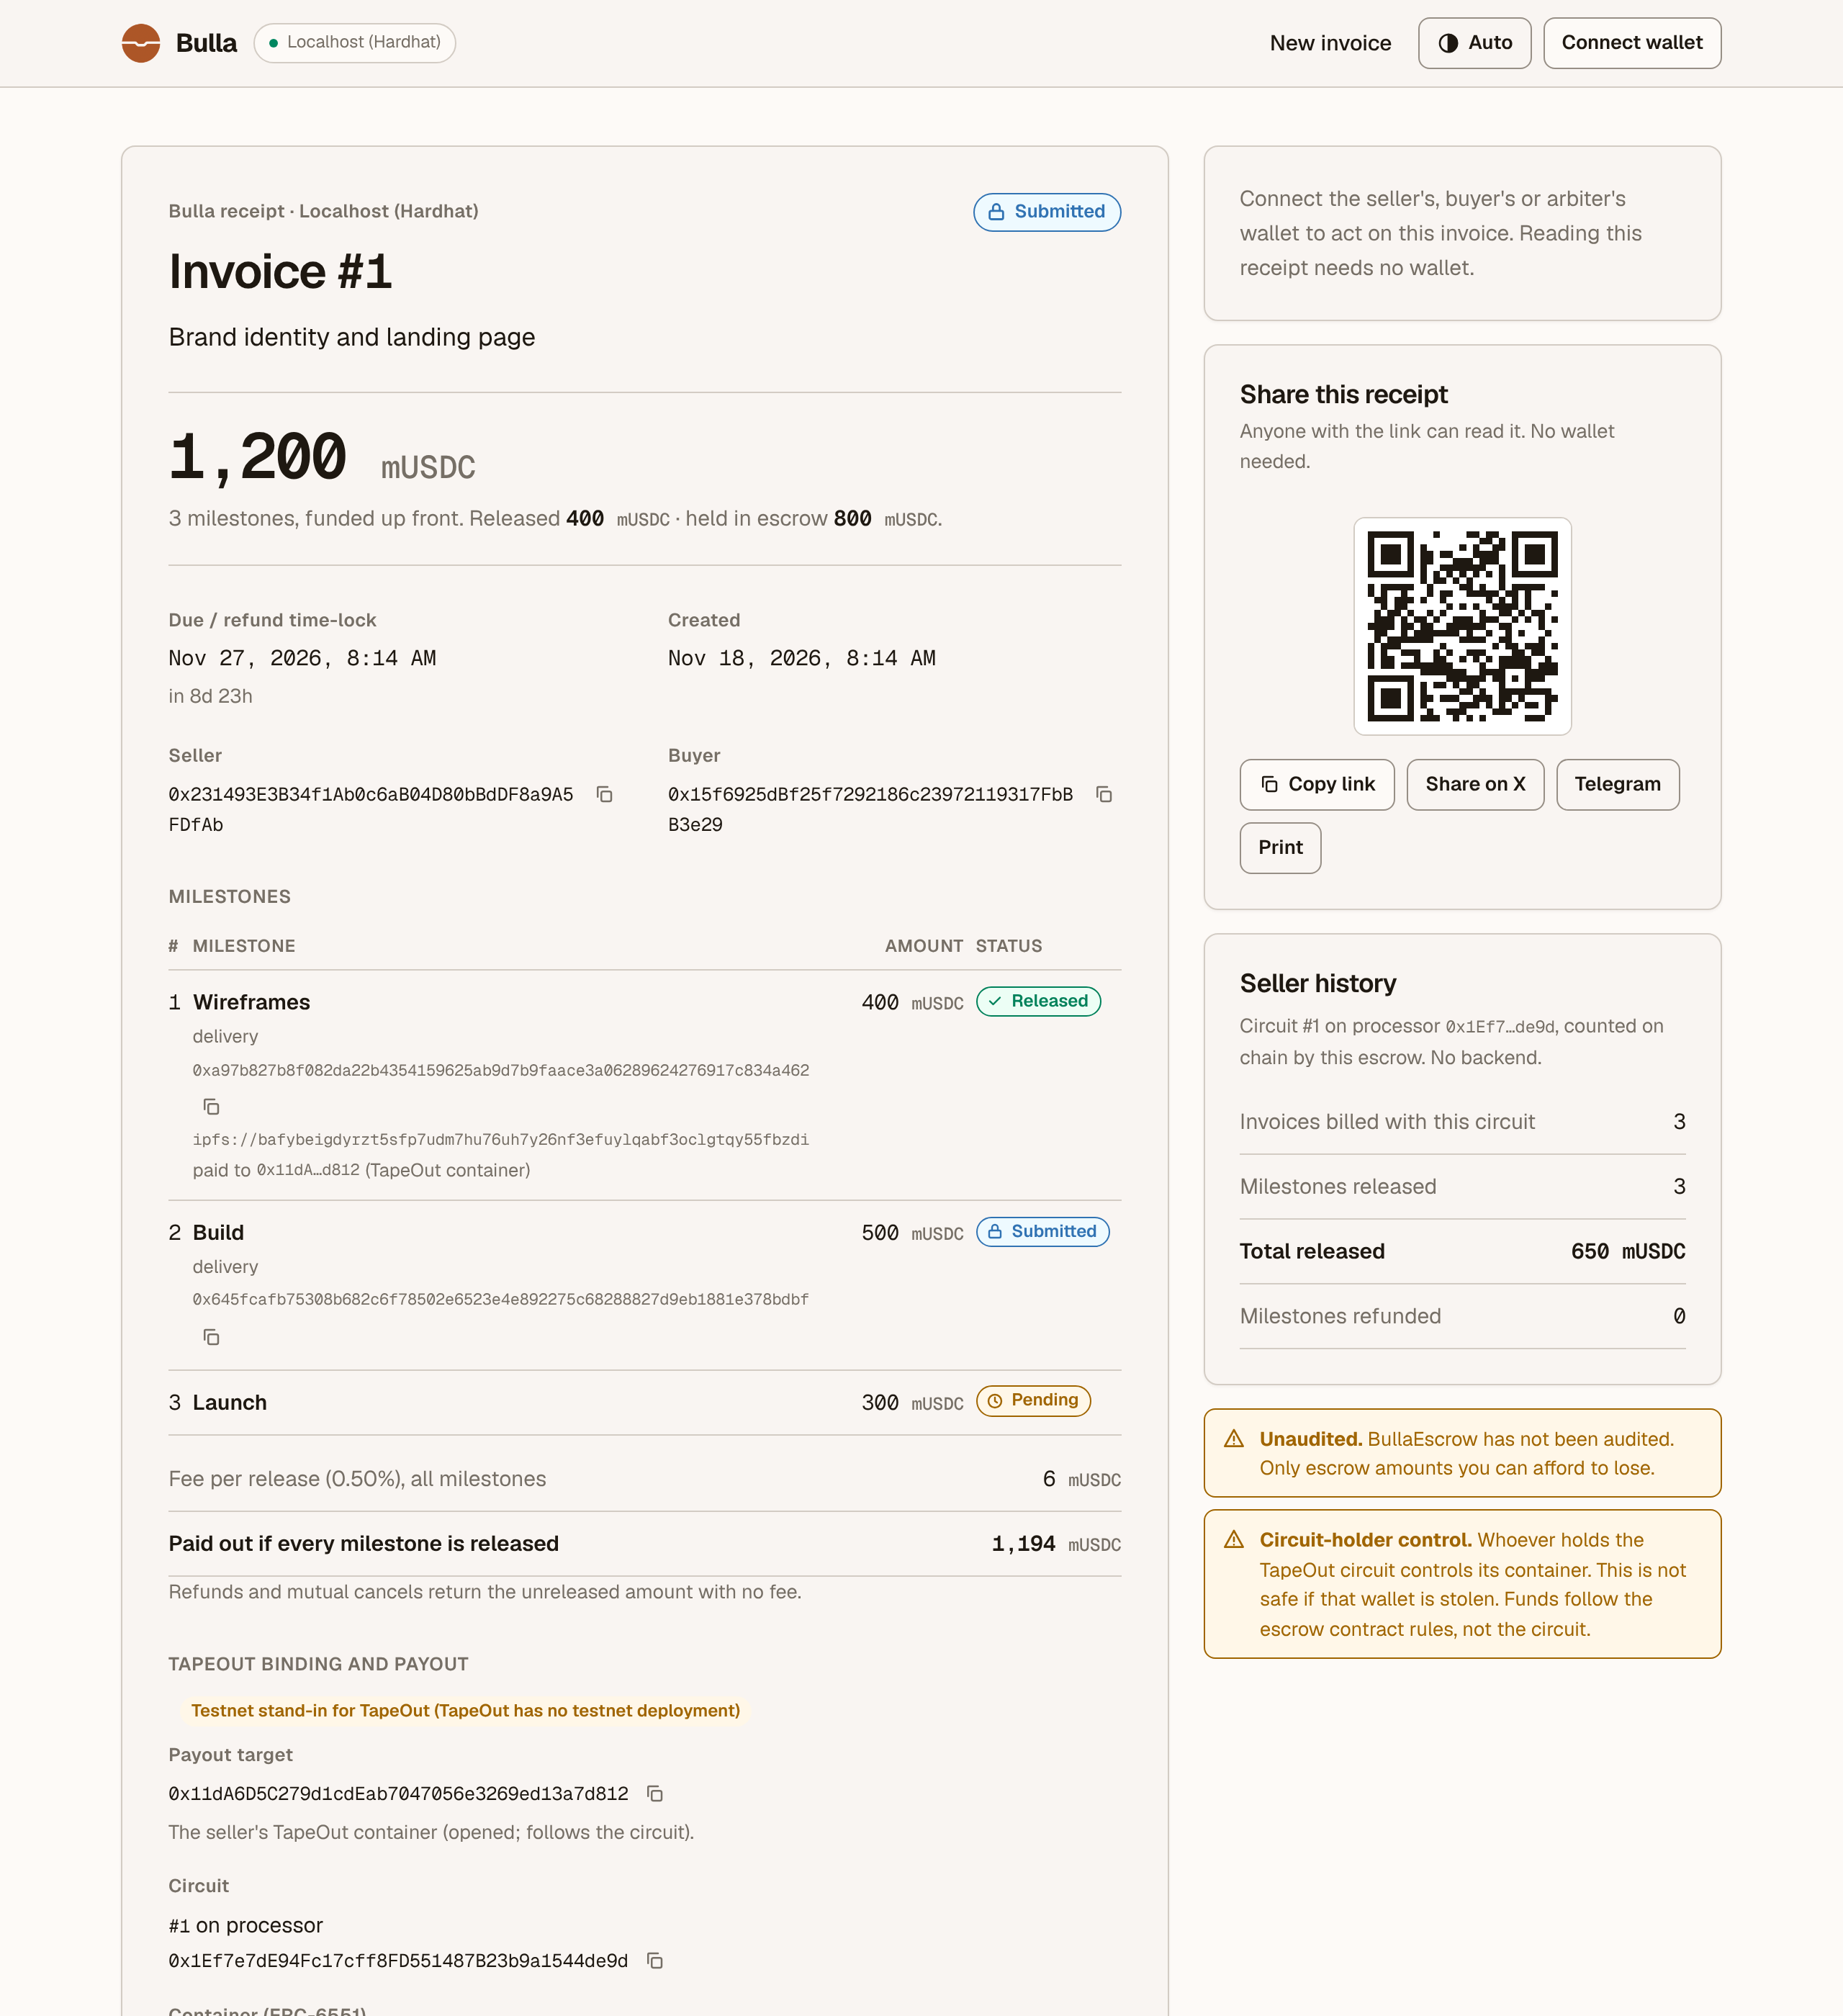 Bulla
Localhost (Hardhat)
New invoice
Auto
Connect wallet
Bulla receipt · Localhost (Hardhat)
Submitted
Invoice #1
Brand identity and landing page
1,200 mUSDC
3 milestones, funded up front. Released 400 mUSDC · held in escrow 800 mUSDC.
Due / refund time-lock
Nov 27, 2026, 8:14 AM
in 8d 23h
Created
Nov 18, 2026, 8:14 AM
Seller
0x231493E3B34f1Ab0c6aB04D80bBdDF8a9A5
FDfAb
Buyer
0x15f6925dBf25f7292186c23972119317FbB
B3e29
MILESTONES
# MILESTONE AMOUNT STATUS
1 Wireframes 400 mUSDC Released
delivery
0xa97b827b8f082da22b4354159625ab9d7b9faace3a06289624276917c834a462
ipfs://bafybeigdyrzt5sfp7udm7hu76uh7y26nf3efuylqabf3oclgtqy55fbzdi
paid to 0x11dA…d812 (TapeOut container)
2 Build 500 mUSDC Submitted
delivery
0x645fcafb75308b682c6f78502e6523e4e892275c68288827d9eb1881e378bdbf
3 Launch 300 mUSDC Pending
Fee per release (0.50%), all milestones 6 mUSDC
Paid out if every milestone is released 1,194 mUSDC
Refunds and mutual cancels return the unreleased amount with no fee.
TAPEOUT BINDING AND PAYOUT
Testnet stand-in for TapeOut (TapeOut has no testnet deployment)
Payout target
0x11dA6D5C279d1cdEab7047056e3269ed13a7d812
The seller's TapeOut container (opened; follows the circuit).
Circuit
#1 on processor
0x1Ef7e7dE94Fc17cff8FD551487B23b9a1544de9d
Container (ERC-6551)
Connect the seller's, buyer's or arbiter's
wallet to act on this invoice. Reading this
receipt needs no wallet.
Share this receipt
Anyone with the link can read it. No wallet
needed.
Copy link
Share on X
Telegram
Print
Seller history
Circuit #1 on processor 0x1Ef7…de9d, counted on
chain by this escrow. No backend.
Invoices billed with this circuit 3
Milestones released 3
Total released 650 mUSDC
Milestones refunded 0
Unaudited. BullaEscrow has not been audited.
Only escrow amounts you can afford to lose.
Circuit-holder control. Whoever holds the
TapeOut circuit controls its container. This is not
safe if that wallet is stolen. Funds follow the
escrow contract rules, not the circuit.